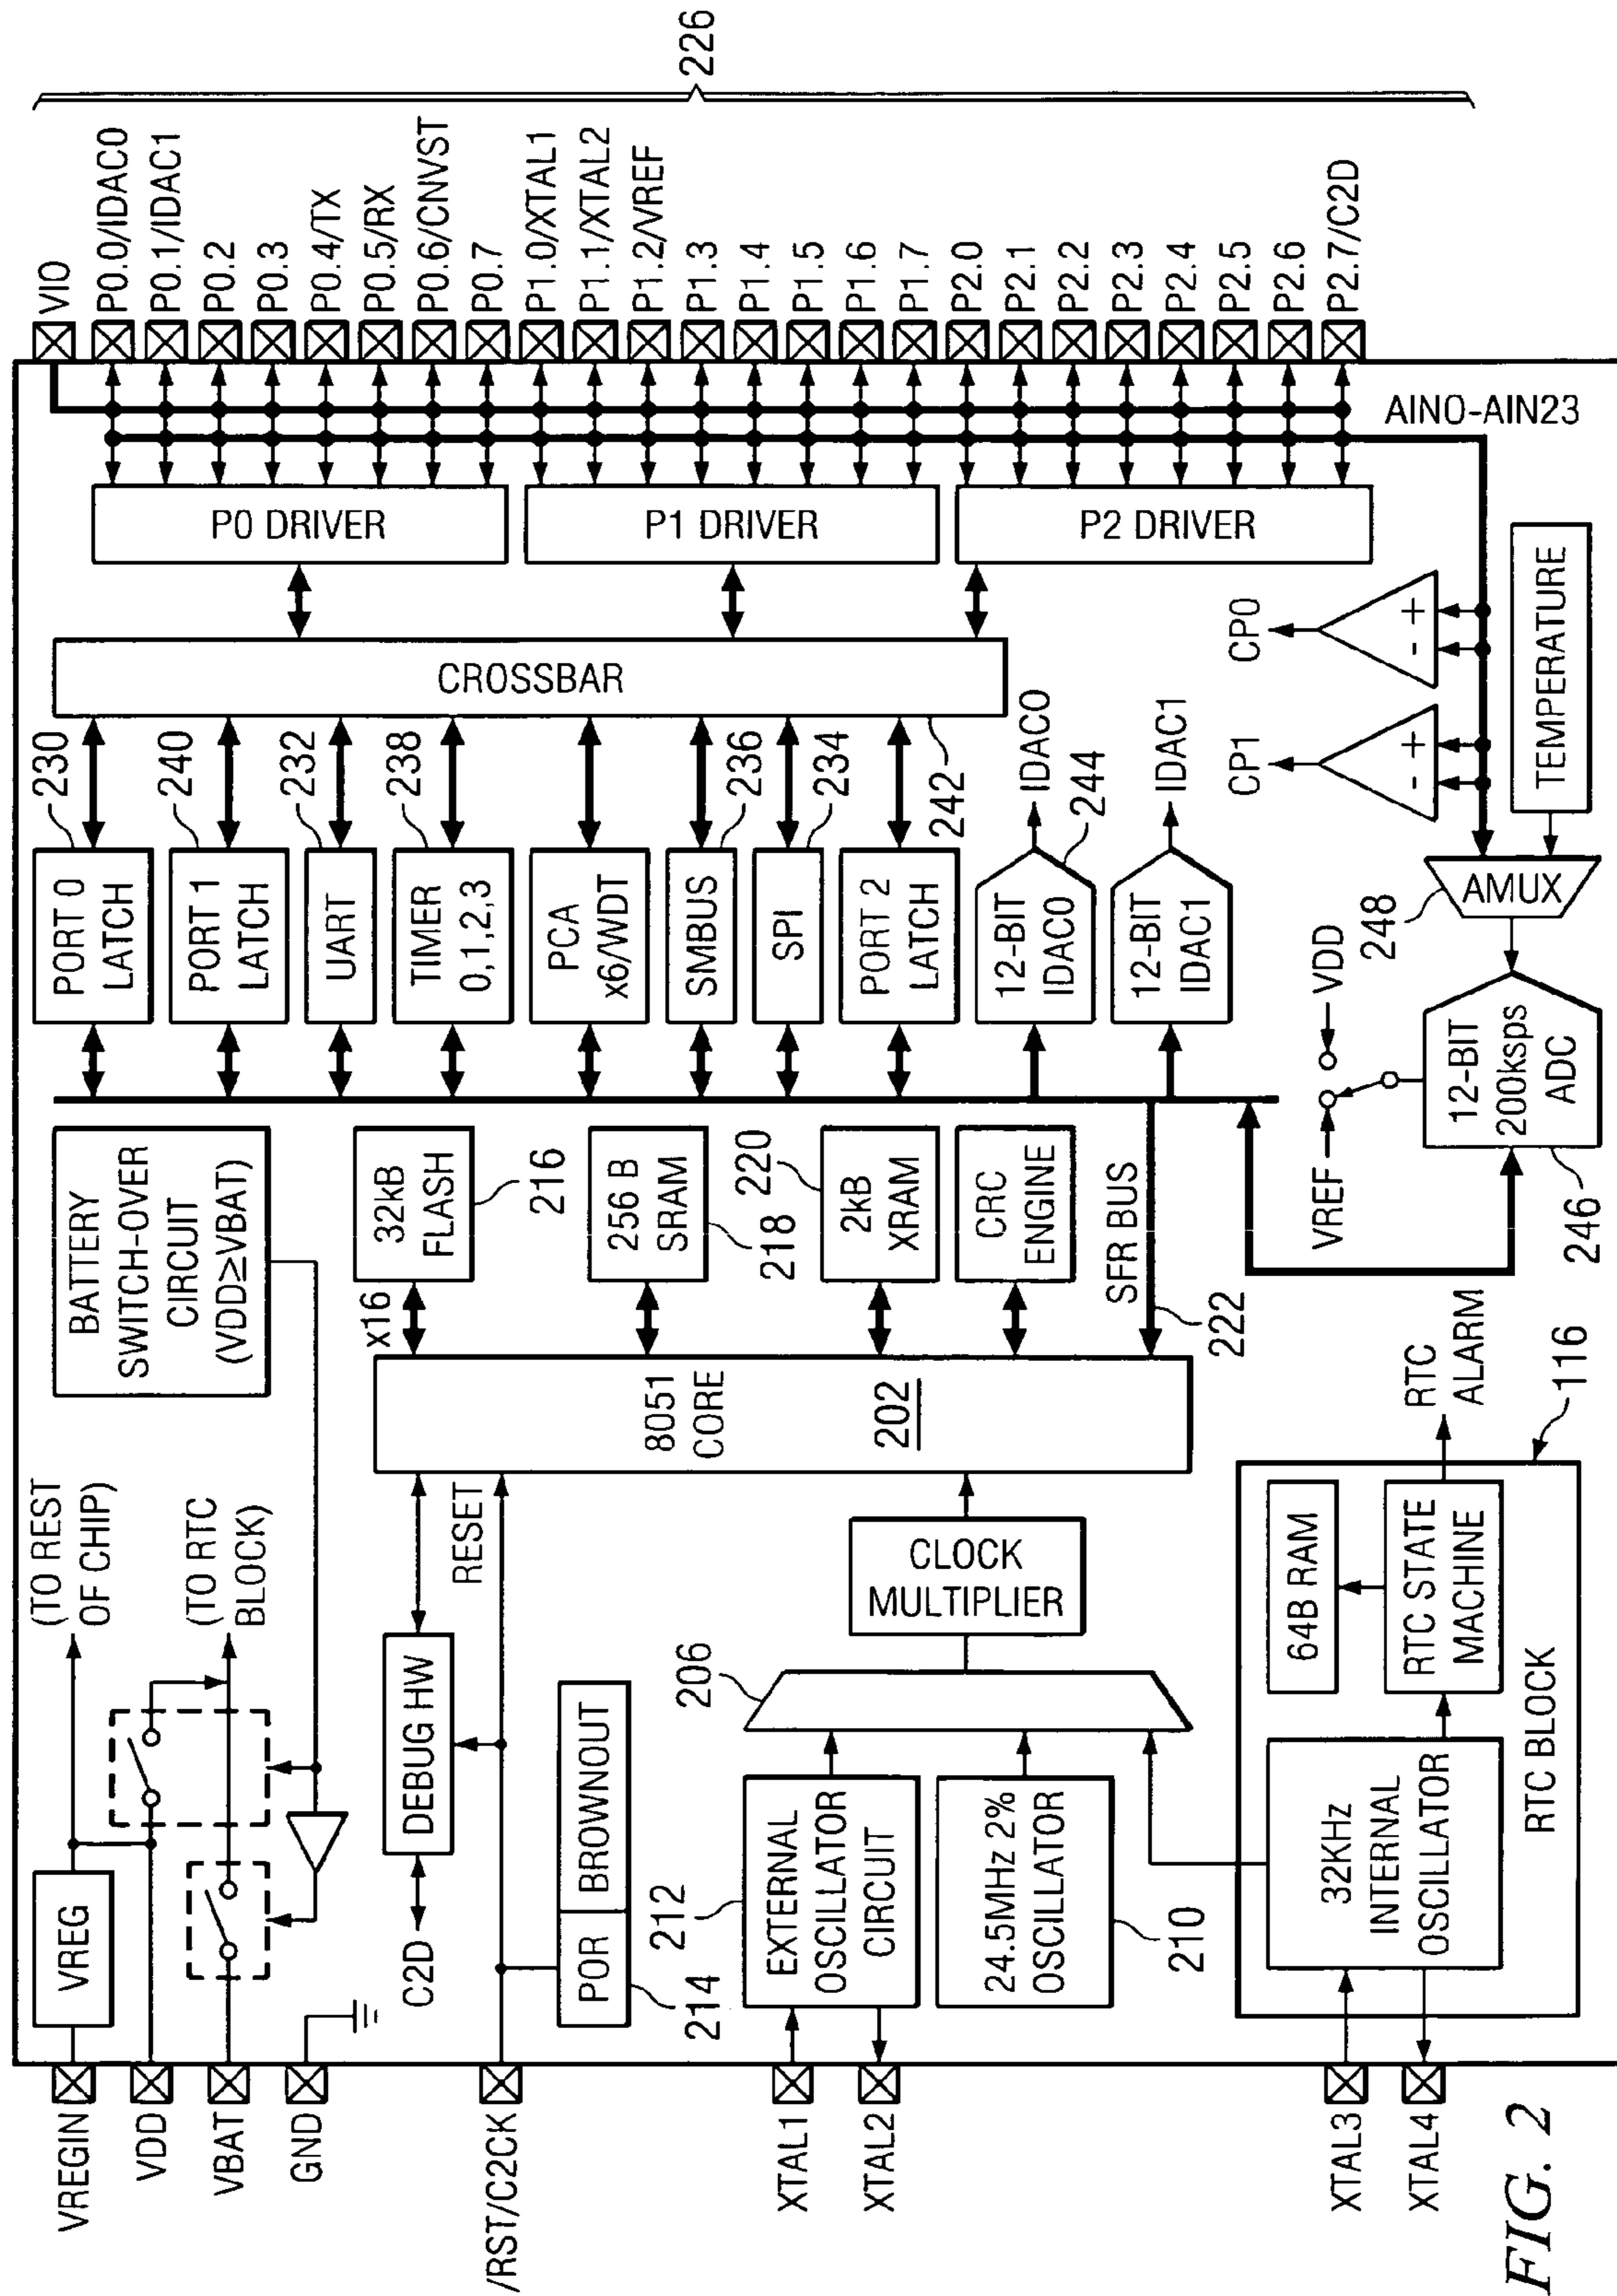 VREGIN
VDD
VBAT
GND
/RST/C2CK
XTAL1
XTAL2
XTAL3
XTAL4
VREG
(TO REST
OF CHIP)
(TO RTC
BLOCK)
BATTERY
SWITCH-OVER
CIRCUIT
(VDD≥VBAT)
C2D
DEBUG HW
RESET
POR
BROWNOUT
214
EXTERNAL
OSCILLATOR
CIRCUIT
212
24.5MHz 2%
OSCILLATOR
210
206
CLOCK
MULTIPLIER
8051
CORE
202
x16
32kB
FLASH
216
256 B
SRAM
218
2kB
XRAM
220
CRC
ENGINE
SFR BUS
222
32KHz
INTERNAL
OSCILLATOR
64B RAM
RTC STATE
MACHINE
RTC BLOCK
116
RTC
ALARM
PORT 0
LATCH
230
PORT 1
LATCH
240
UART
232
TIMER
0,1,2,3
238
PCA
x6/WDT
SMBUS
236
SPI
234
PORT 2
LATCH
242
12-BIT
IDAC0
IDAC0
244
12-BIT
IDAC1
IDAC1
CROSSBAR
P0 DRIVER
P1 DRIVER
P2 DRIVER
VREF
VDD
12-BIT
200ksps
ADC
246
AMUX
248
TEMPERATURE
CP1
- +
CP0
- +
AIN0-AIN23
VIO
P0.0/IDAC0
P0.1/IDAC1
P0.2
P0.3
P0.4/TX
P0.5/RX
P0.6/CNVST
P0.7
P1.0/XTAL1
P1.1/XTAL2
P1.2/VREF
P1.3
P1.4
P1.5
P1.6
P1.7
P2.0
P2.1
P2.2
P2.3
P2.4
P2.5
P2.6
P2.7/C2D
226
FIG. 2